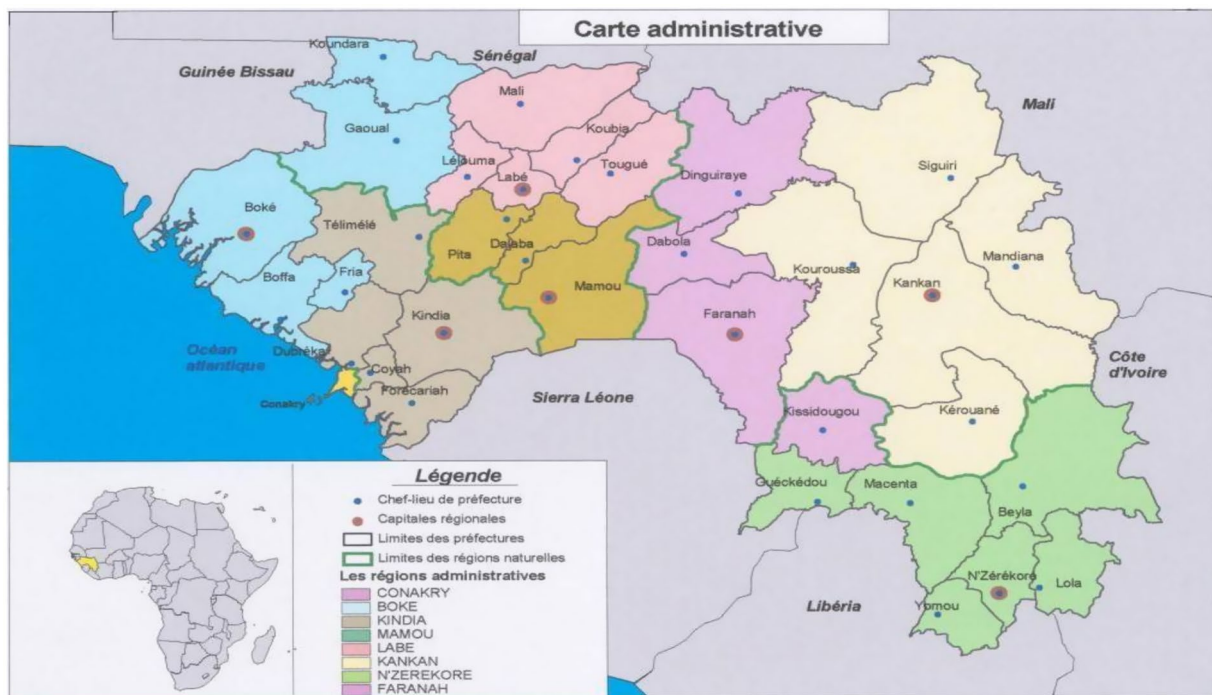 Carte administrative
Koundara
Sénégal
Guinée Bissau
Mali
Mali
Gaoual
Koubia
Lélouma
Labé
Tougué
Dinguiraye
Siguiri
Boké
Télimélé
Dalaba
Pita
Dabola
Mandiana
Boffa
Fria
Kouroussa
Kankan
Mamou
Kindia
Faranah
Océan
atlantique
Dubréka
Coyah
Côte
d'Ivoire
Conakry
Forécariah
Sierra Léone
Kissidougou
Kérouané
Guéckédou
Macenta
Beyla
N'Zérékoré
Lola
Yomou
Libéria
Légende
Chef-lieu de préfecture
Capitales régionales
Limites des préfectures
Limites des régions naturelles
Les régions administratives
CONAKRY
BOKE
KINDIA
MAMOU
LABE
KANKAN
N'ZEREKORE
FARANAH